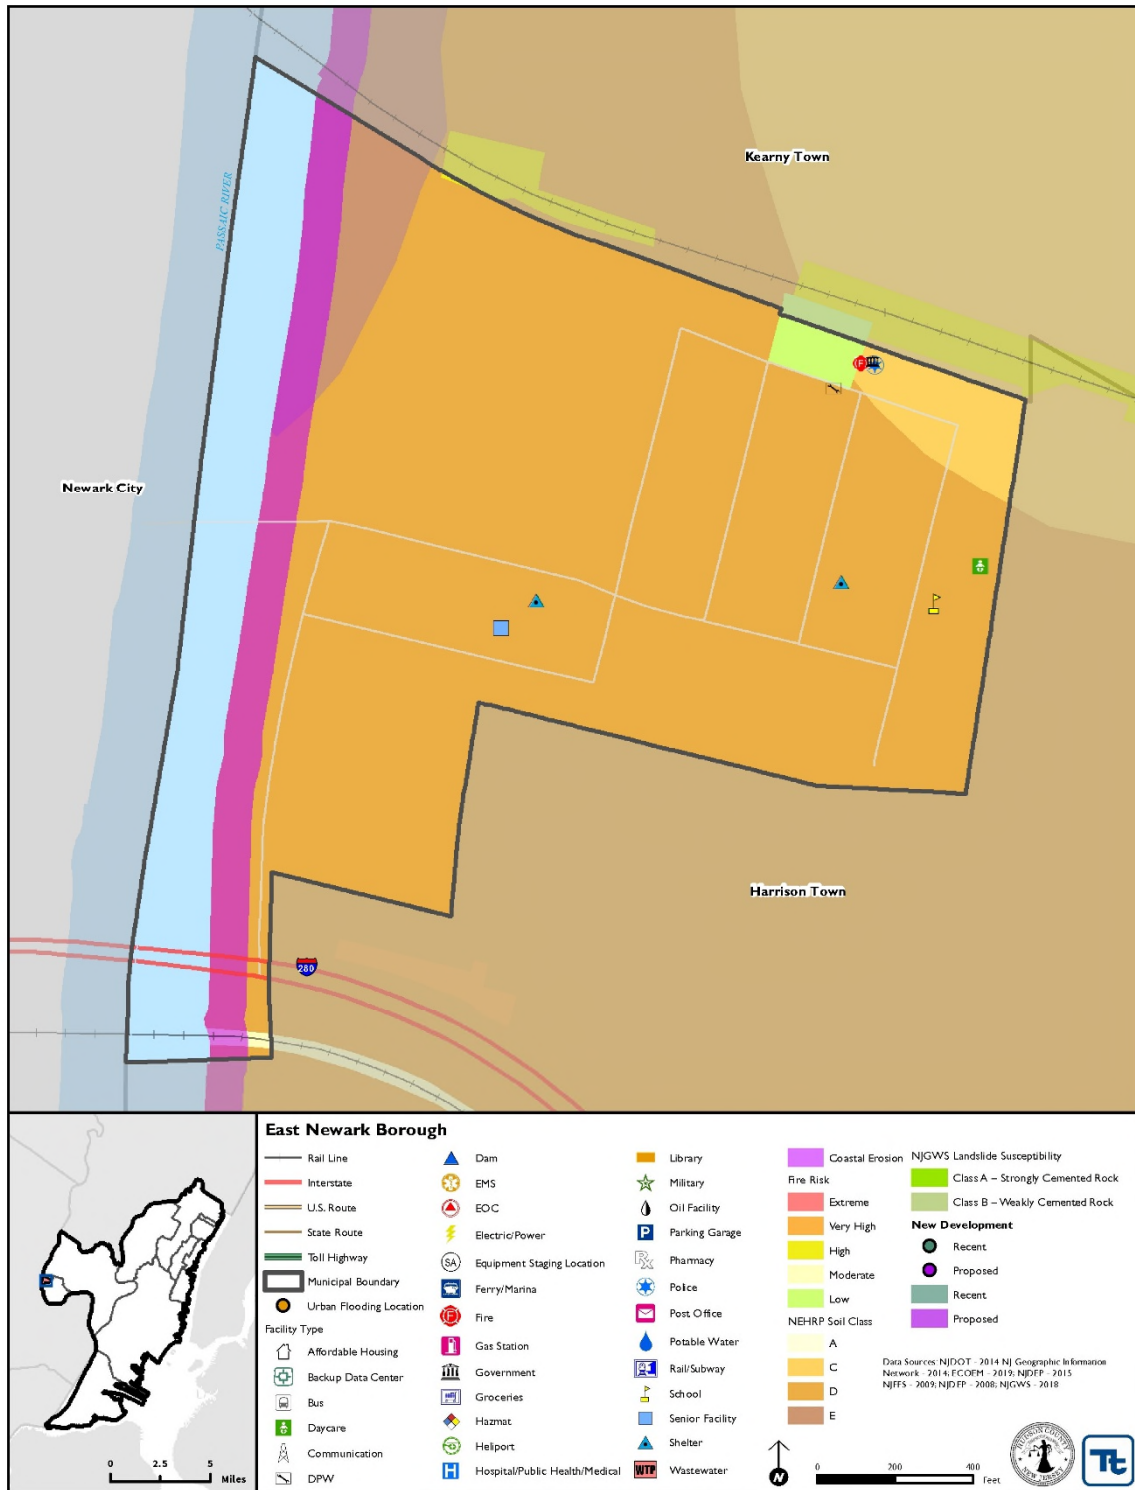 Kearny Town
PASSAIC RIVER
F
Newark City
Harrison Town
280
East Newark Borough
Rail Line
Interstate
U.S. Route
State Route
Toll Highway
Municipal Boundary
Urban Flooding Location
Facility Type
Affordable Housing
Backup Data Center
Bus
Daycare
Communication
DPW
Dam
EMS
EOC
Electric/Power
SA Equipment Staging Location
Ferry/Marina
F Fire
Gas Station
Government
Groceries
Hazmat
Heliport
H Hospital/Public Health/Medical
Library
Military
Oil Facility
P Parking Garage
Rx Pharmacy
Police
Post Office
Potable Water
Rail/Subway
School
Senior Facility
Shelter
WTP Wastewater
Coastal Erosion
Fire Risk
Extreme
Very High
High
Moderate
Low
NEHRP Soil Class
A
C
D
E
NJGWS Landslide Susceptibility
Class A – Strongly Cemented Rock
Class B – Weakly Cemented Rock
New Development
Recent
Proposed
Recent
Proposed
Data Sources: NJDOT - 2014 NJ Geographic Information
Network - 2014; ECOEM - 2019; NJDEP - 2015
NJFFS - 2009; NJDEP - 2008; NJGWS - 2018
0 2.5 5
Miles
N
0 200 400
Feet
HUDSON COUNTY
NEW JERSEY
Tt